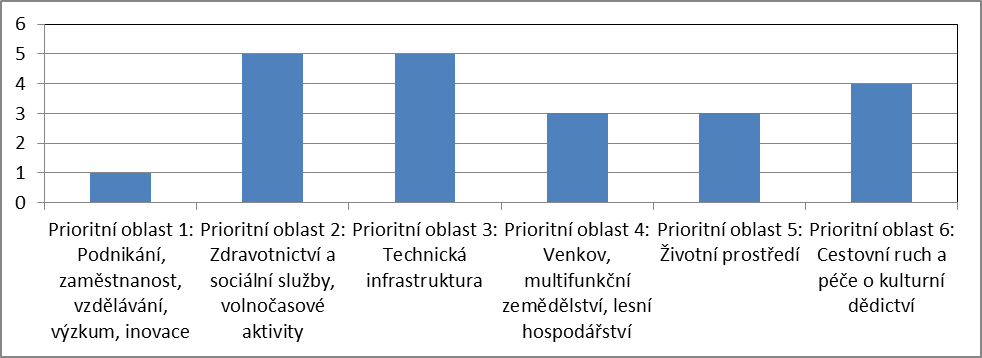 6
5
4
3
2
1
0
Prioritní oblast 1:
Podnikání,
zaměstnanost,
vzdělávání,
výzkum, inovace
Prioritní oblast 2:
Zdravotnictví a
sociální služby,
volnočasové
aktivity
Prioritní oblast 3:
Technická
infrastruktura
Prioritní oblast 4:
Venkov,
multifunkční
zemědělství, lesní
hospodářství
Prioritní oblast 5:
Životní prostředí
Prioritní oblast 6:
Cestovní ruch a
péče o kulturní
dědictví